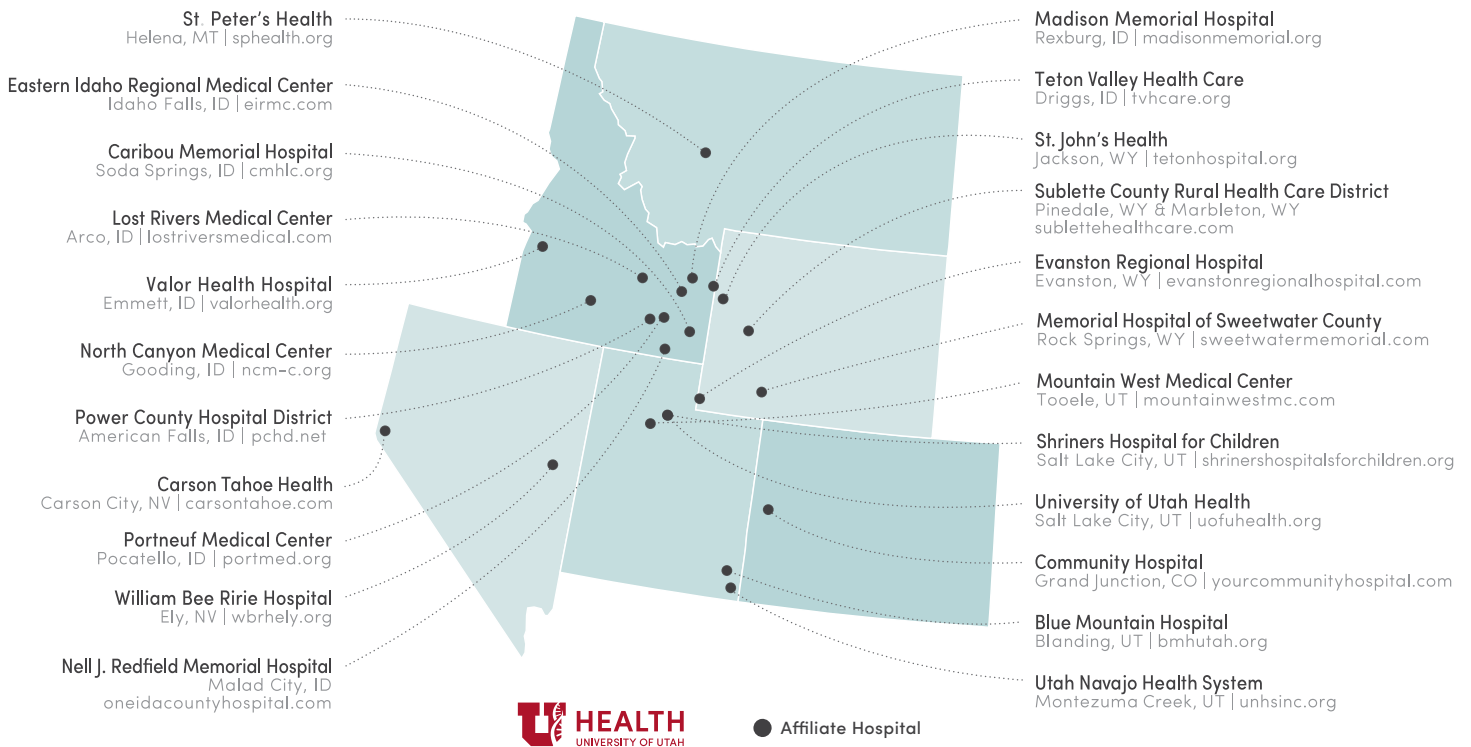 St. Peter's Health
Helena, MT | sphealth.org
Eastern Idaho Regional Medical Center
Idaho Falls, ID | eirmc.com
Caribou Memorial Hospital
Soda Springs, ID | cmhlc.org
Lost Rivers Medical Center
Arco, ID | lostriversmedical.com
Valor Health Hospital
Emmett, ID | valorhealth.org
North Canyon Medical Center
Gooding, ID | ncm-c.org
Power County Hospital District
American Falls, ID | pchd.net
Carson Tahoe Health
Carson City, NV | carsontahoe.com
Portneuf Medical Center
Pocatello, ID | portmed.org
William Bee Ririe Hospital
Ely, NV | wbrhely.org
Nell J. Redfield Memorial Hospital
Malad City, ID
oneidacountyhospital.com
Madison Memorial Hospital
Rexburg, ID | madisonmemorial.org
Teton Valley Health Care
Driggs, ID | tvhcare.org
St. John's Health
Jackson, WY | tetonhospital.org
Sublette County Rural Health Care District
Pinedale, WY & Marbleton, WY
sublettehealthcare.com
Evanston Regional Hospital
Evanston, WY | evanstonregionalhospital.com
Memorial Hospital of Sweetwater County
Rock Springs, WY | sweetwatermemorial.com
Mountain West Medical Center
Tooele, UT | mountainwestmc.com
Shriners Hospital for Children
Salt Lake City, UT | shrinershospitalsforchildren.org
University of Utah Health
Salt Lake City, UT | uofuhealth.org
Community Hospital
Grand Junction, CO | yourcommunityhospital.com
Blue Mountain Hospital
Blanding, UT | bmhutah.org
Utah Navajo Health System
Montezuma Creek, UT | unhsinc.org
U HEALTH
UNIVERSITY OF UTAH
Affiliate Hospital